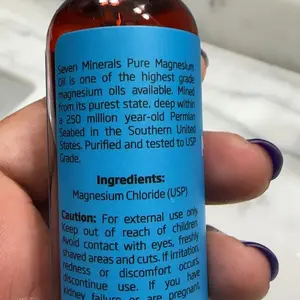 Seven Minerals Pure Magnesium
Oil is one of the highest grade
magnesium oils available. Mined
from its purest state, deep within
a 250 million year-old Permian
Seabed in the Southern United
States. Purified and tested to USP
Grade.
Ingredients:
Magnesium Chloride (USP)
Caution: For external use only.
Keep out of reach of children.
Avoid contact with eyes, freshly
shaved areas and cuts. If irritation,
redness or discomfort occurs,
discontinue use. If you have
kidney failure or are pregnant,